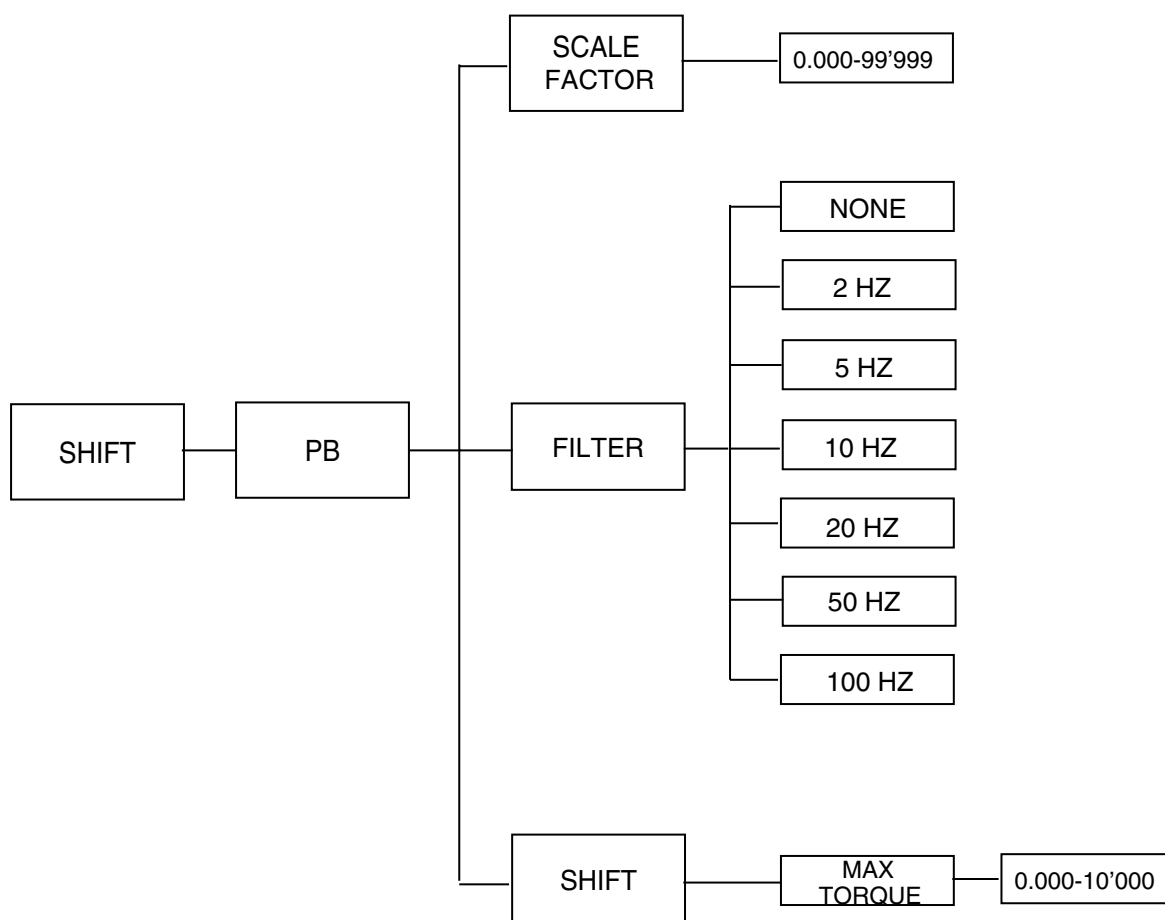 SCALE
FACTOR
0.000-99'999
NONE
2 HZ
5 HZ
SHIFT
PB
FILTER
10 HZ
20 HZ
50 HZ
100 HZ
SHIFT
MAX
TORQUE
0.000-10'000